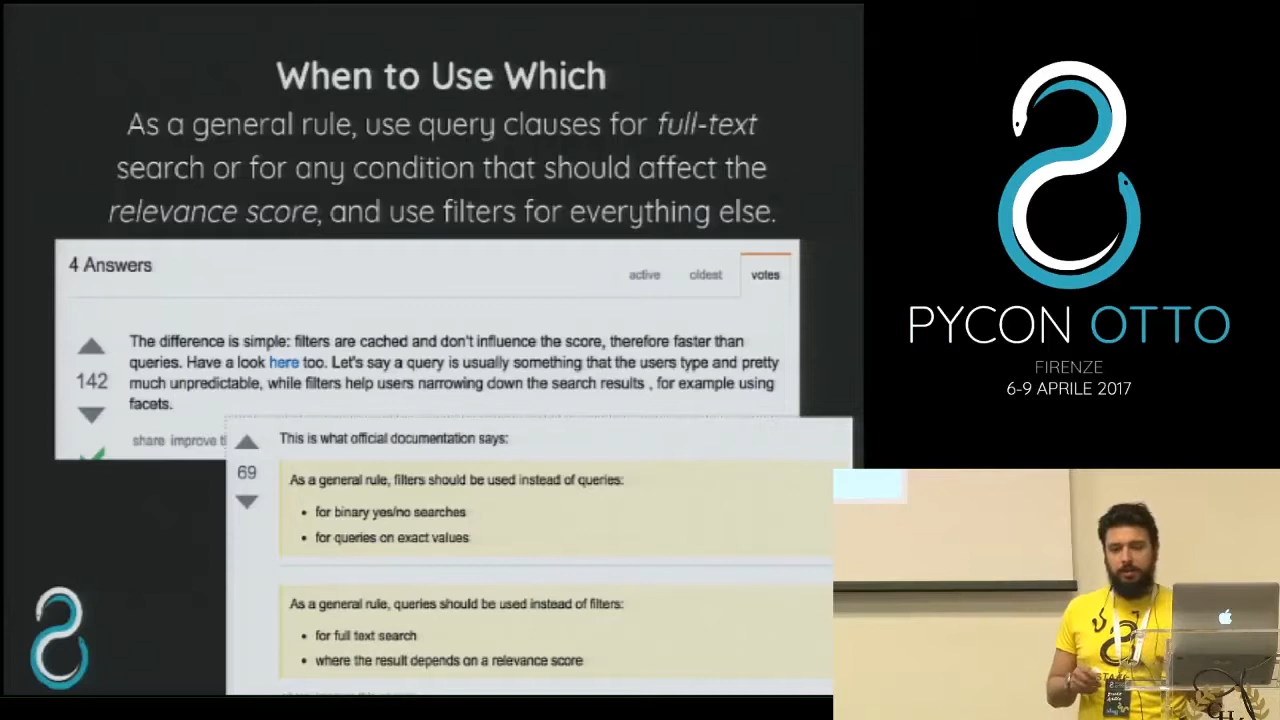 When to Use Which
As a general rule, use query clauses for full-text
search or for any condition that should affect the
relevance score, and use filters for everything else.
4 Answers
active oldest votes
The difference is simple: filters are cached and don't influence the score, therefore faster than
queries. Have a look here too. Let's say a query is usually something that the users type and pretty
142
much unpredictable, while filters help users narrowing down the search results , for example using
facets.
share improve
This is what official documentation says:
69
As a general rule, filters should be used instead of queries:
• for binary yes/no searches
• for queries on exact values
As a general rule, queries should be used instead of filters:
• for full text search
• where the result depends on a relevance score
PYCON OTTO
FIRENZE
6-9 APRILE 2017